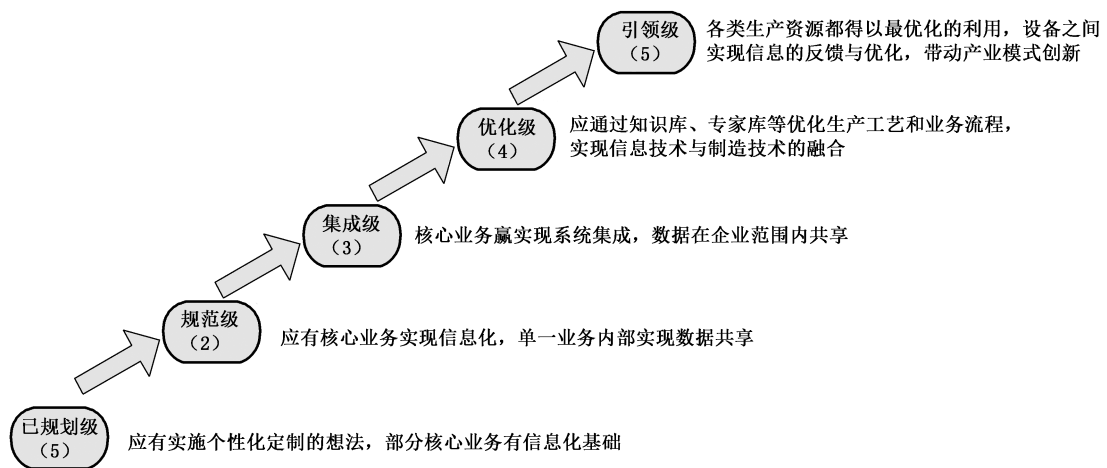 引领级
（5）
各类生产资源都得以最优化的利用，设备之间
实现信息的反馈与优化，带动产业模式创新
优化级
（4）
应通过知识库、专家库等优化生产工艺和业务流程，
实现信息技术与制造技术的融合
集成级
（3）
核心业务赢实现系统集成，数据在企业范围内共享
规范级
（2）
应有核心业务实现信息化，单一业务内部实现数据共享
已规划级
（5）
应有实施个性化定制的想法，部分核心业务有信息化基础